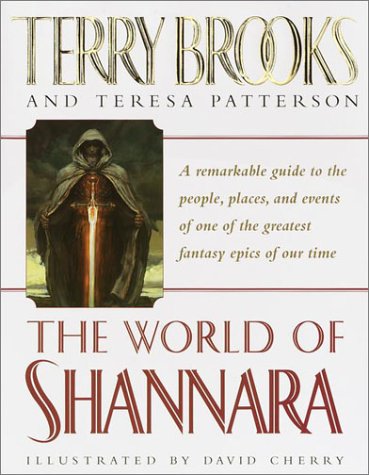 TERRY BROOKS
AND TERESA PATTERSON
A remarkable guide to the
people, places, and events
of one of the greatest
fantasy epics of our time
THE WORLD OF
SHANNARA
ILLUSTRATED BY DAVID CHERRY